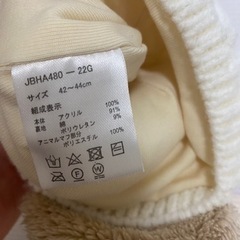 JBHA480－22G
サイズ 42～44cm
組成表示
本体 アクリル 100%
裏地 綿 91%
ポリウレタン 9%
アニマルマフ部分
ポリエステル 100%